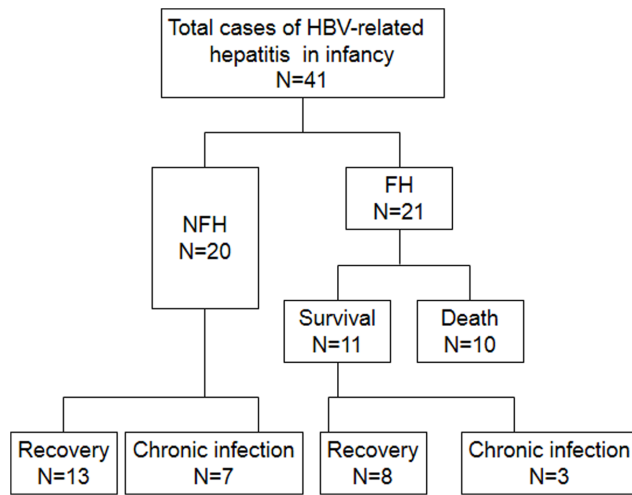 Total cases of HBV-related
hepatitis in infancy
N=41
NFH
N=20
FH
N=21
Survival
N=11
Death
N=10
Recovery
N=13
Chronic infection
N=7
Recovery
N=8
Chronic infection
N=3